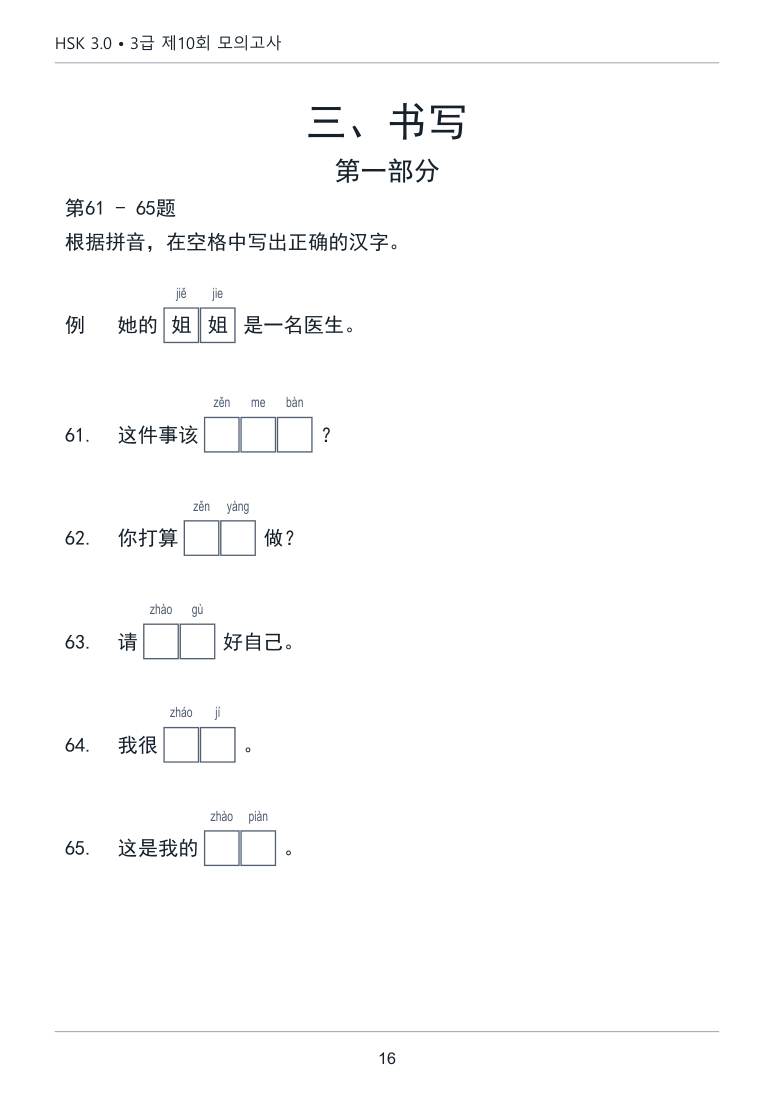 HSK 3.0 • 3급 제10회 모의고사
三、书写
第一部分
第61 – 65题
根据拼音，在空格中写出正确的汉字。
jiě jie
例 她的 姐 姐 是一名医生。
zěn me bàn
61. 这件事该 ？
zěn yàng
62. 你打算 做？
zhào gù
63. 请 好自己。
zháo jí
64. 我很 。
zhào piàn
65. 这是我的 。
16